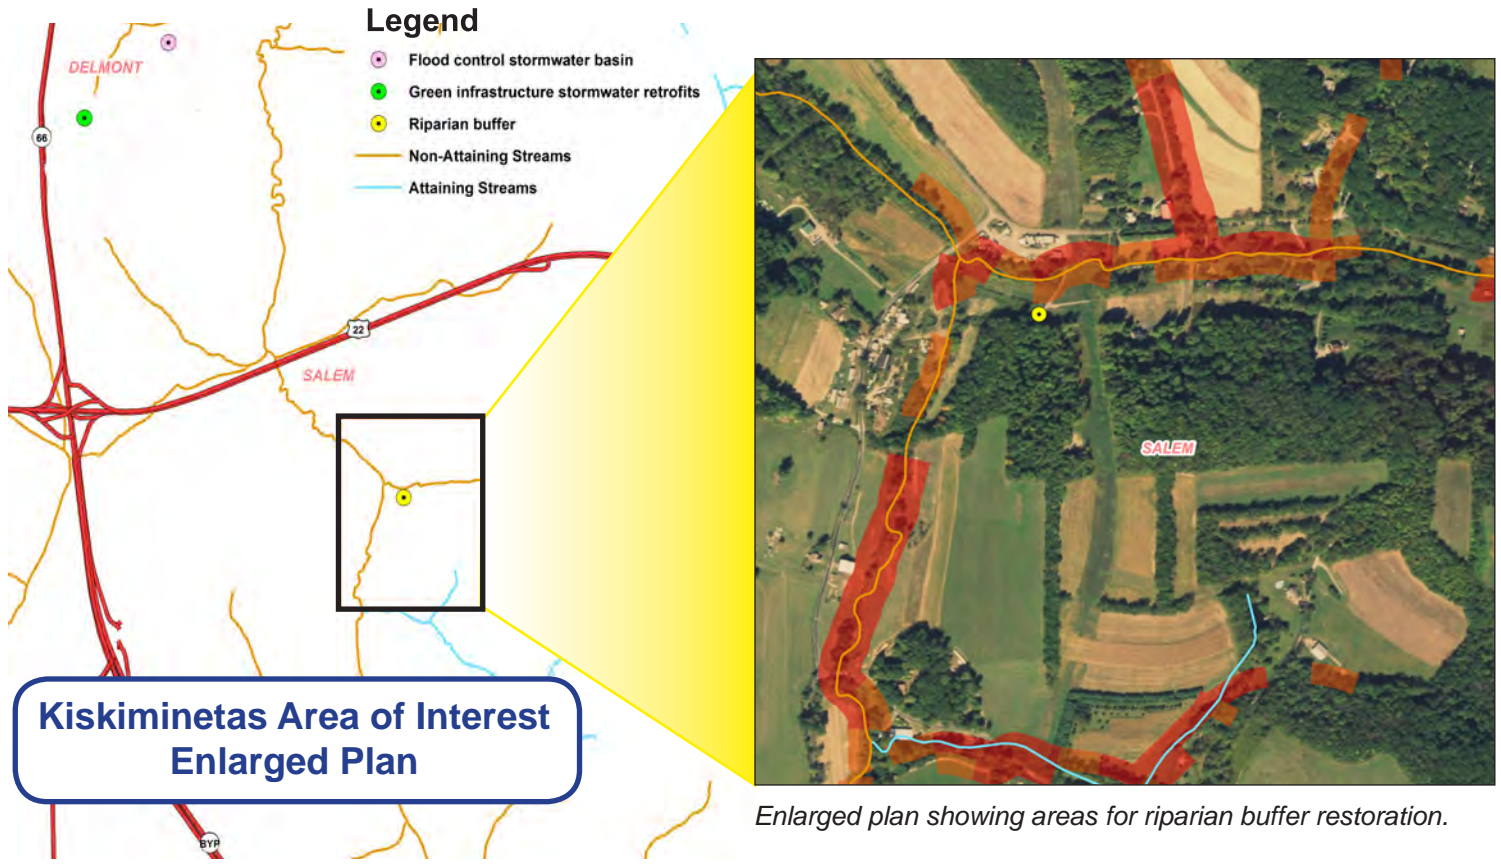 Legend
Flood control stormwater basin
Green infrastructure stormwater retrofits
Riparian buffer
Non-Attaining Streams
Attaining Streams
DELMONT
66
22
SALEM
SALEM
Kiskiminetas Area of Interest
Enlarged Plan
BYP
Enlarged plan showing areas for riparian buffer restoration.